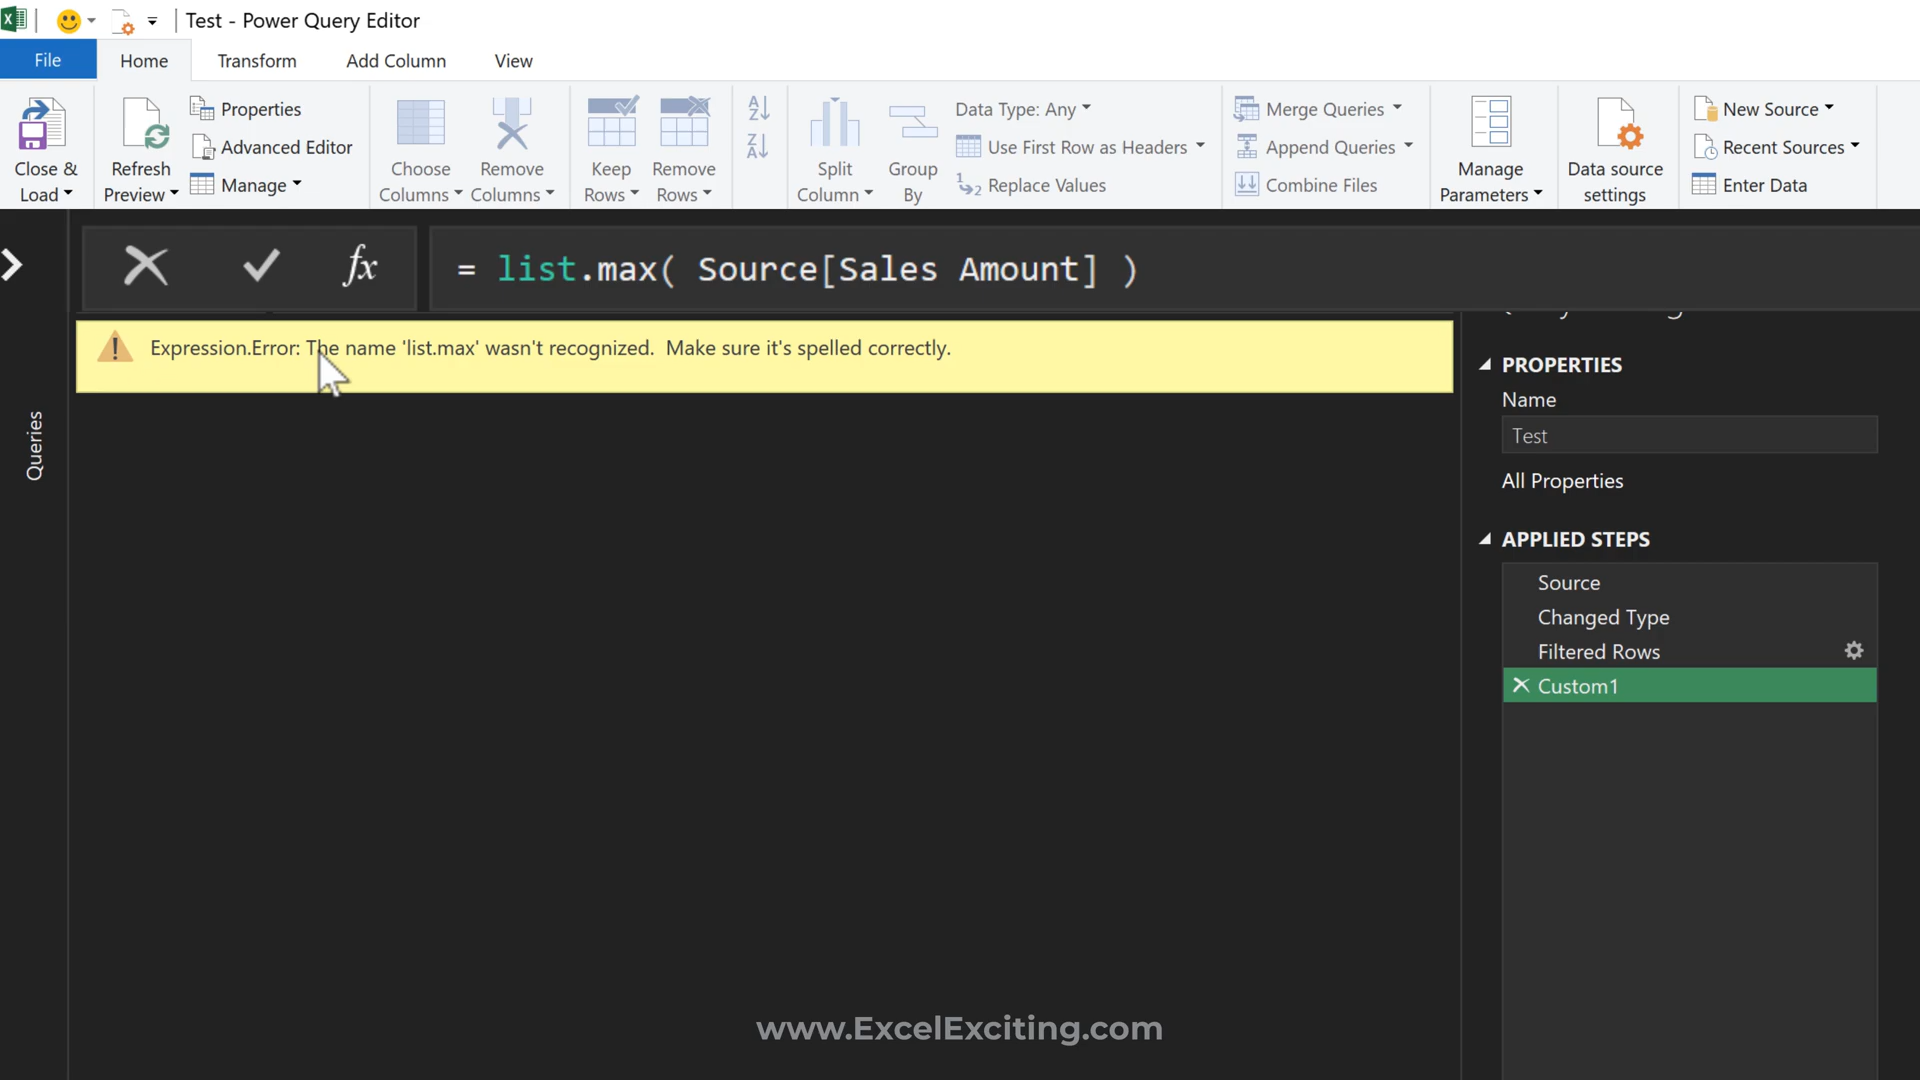 Test - Power Query Editor
File Home Transform Add Column View
Close & Load
Refresh Preview
Properties
Advanced Editor
Manage
Choose Columns
Remove Columns
Keep Rows
Remove Rows
A Z
Z A
Split Column
Group By
Data Type: Any
Use First Row as Headers
1 2 Replace Values
Merge Queries
Append Queries
Combine Files
Manage Parameters
Data source settings
New Source
Recent Sources
Enter Data
fx = list.max( Source[Sales Amount] )
Expression.Error: The name 'list.max' wasn't recognized. Make sure it's spelled correctly.
Queries
PROPERTIES
Name
Test
All Properties
APPLIED STEPS
Source
Changed Type
Filtered Rows
Custom1
www.ExcelExciting.com